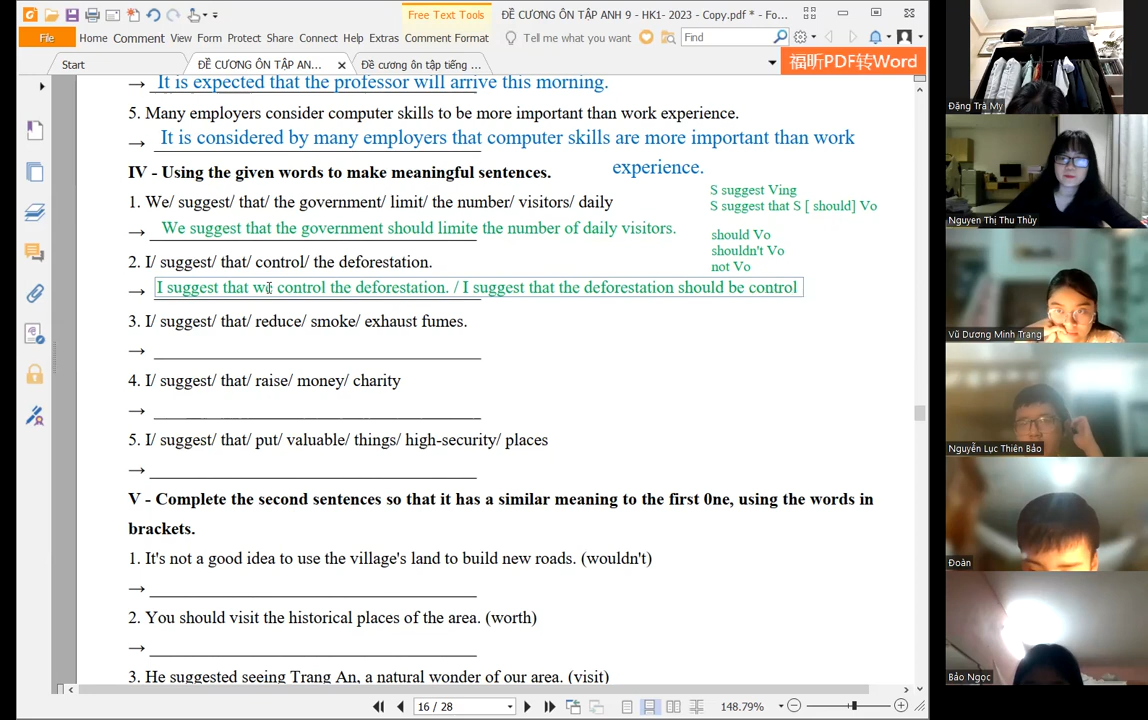 Free Text Tools
ĐỀ CƯƠNG ÔN TẬP ANH 9 - HK1- 2023 - Copy.pdf * - Fo...
File Home Comment View Form Protect Share Connect Help Extras Comment Format Tell me what you want... Find
Start ĐỀ CƯƠNG ÔN TẬP AN... Đề cương ôn tập tiếng ... 福昕PDF转Word
→ It is expected that the professor will arrive this morning.
5. Many employers consider computer skills to be more important than work experience.
→ It is considered by many employers that computer skills are more important than work
experience.
IV - Using the given words to make meaningful sentences.
S suggest Ving
1. We/ suggest/ that/ the government/ limit/ the number/ visitors/ daily
S suggest that S [ should] Vo
→ We suggest that the government should limite the number of daily visitors.
should Vo
shouldn't Vo
not Vo
2. I/ suggest/ that/ control/ the deforestation.
→ I suggest that we control the deforestation. / I suggest that the deforestation should be control
3. I/ suggest/ that/ reduce/ smoke/ exhaust fumes.
→
4. I/ suggest/ that/ raise/ money/ charity
→
5. I/ suggest/ that/ put/ valuable/ things/ high-security/ places
→
V - Complete the second sentences so that it has a similar meaning to the first 0ne, using the words in
brackets.
1. It's not a good idea to use the village's land to build new roads. (wouldn't)
→
2. You should visit the historical places of the area. (worth)
→
3. He suggested seeing Trang An, a natural wonder of our area. (visit)
16 / 28
148.79%
Đặng Trà My
Nguyen Thị Thu Thủy
Vũ Dương Minh Trang
Nguyễn Lục Thiên Bảo
Đoàn
Bảo Ngọc